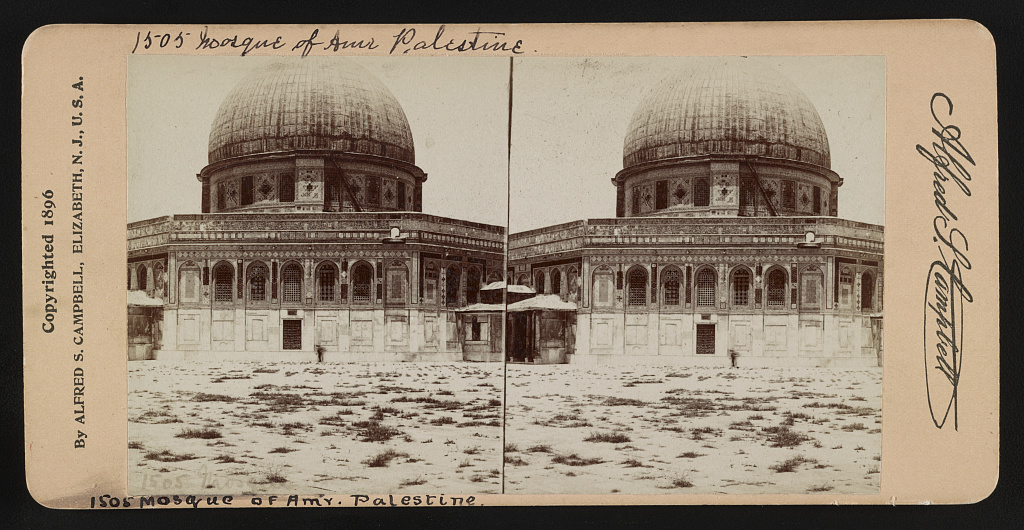 1505 Mosque of Amr Palestine.
Copyrighted 1896
By ALFRED S. CAMPBELL, ELIZABETH, N. J., U. S. A.
Alfred S. Campbell
1505 Mos
1505 Mosque of Amr. Palestine.